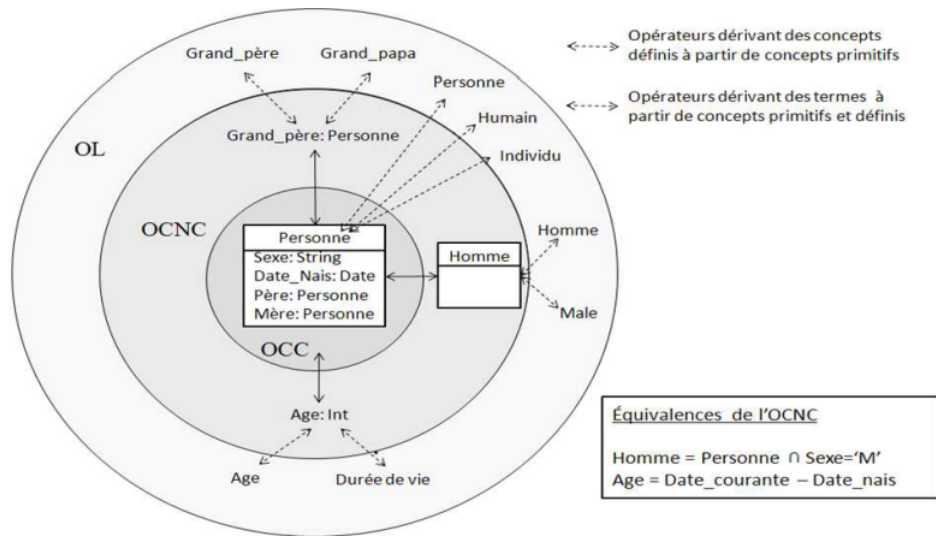 Grand_père
Grand_papa
Opérateurs dérivant des concepts
définis à partir de concepts primitifs
Personne
Opérateurs dérivant des termes à
partir de concepts primitifs et définis
Humain
Grand_père: Personne
OL
Individu
OCNC
Personne
Sexe: String
Date_Nais: Date
Père: Personne
Mère: Personne
Homme
Homme
Male
OCC
Age: Int
Age
Durée de vie
Équivalences de l'OCNC
Homme = Personne ∩ Sexe='M'
Age = Date_courante – Date_nais